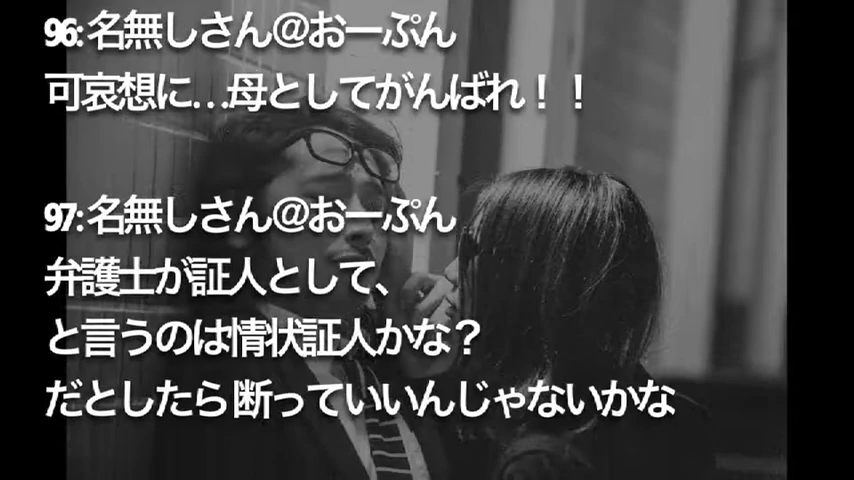 96: 名無しさん＠おーぷん
可哀想に…母としてがんばれ！！
97: 名無しさん＠おーぷん
弁護士が証人として、
と言うのは情状証人かな？
だとしたら断っていいんじゃないかな